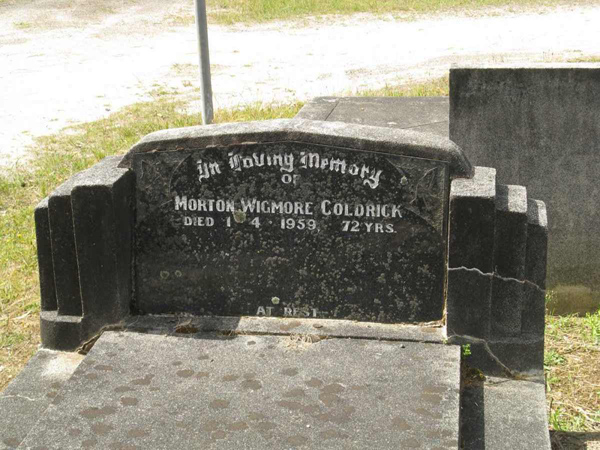 In Loving Memory
OF
MORTON WIGMORE COLDRICK
DIED 1 - 4 - 1959, 72 YRS.
AT REST